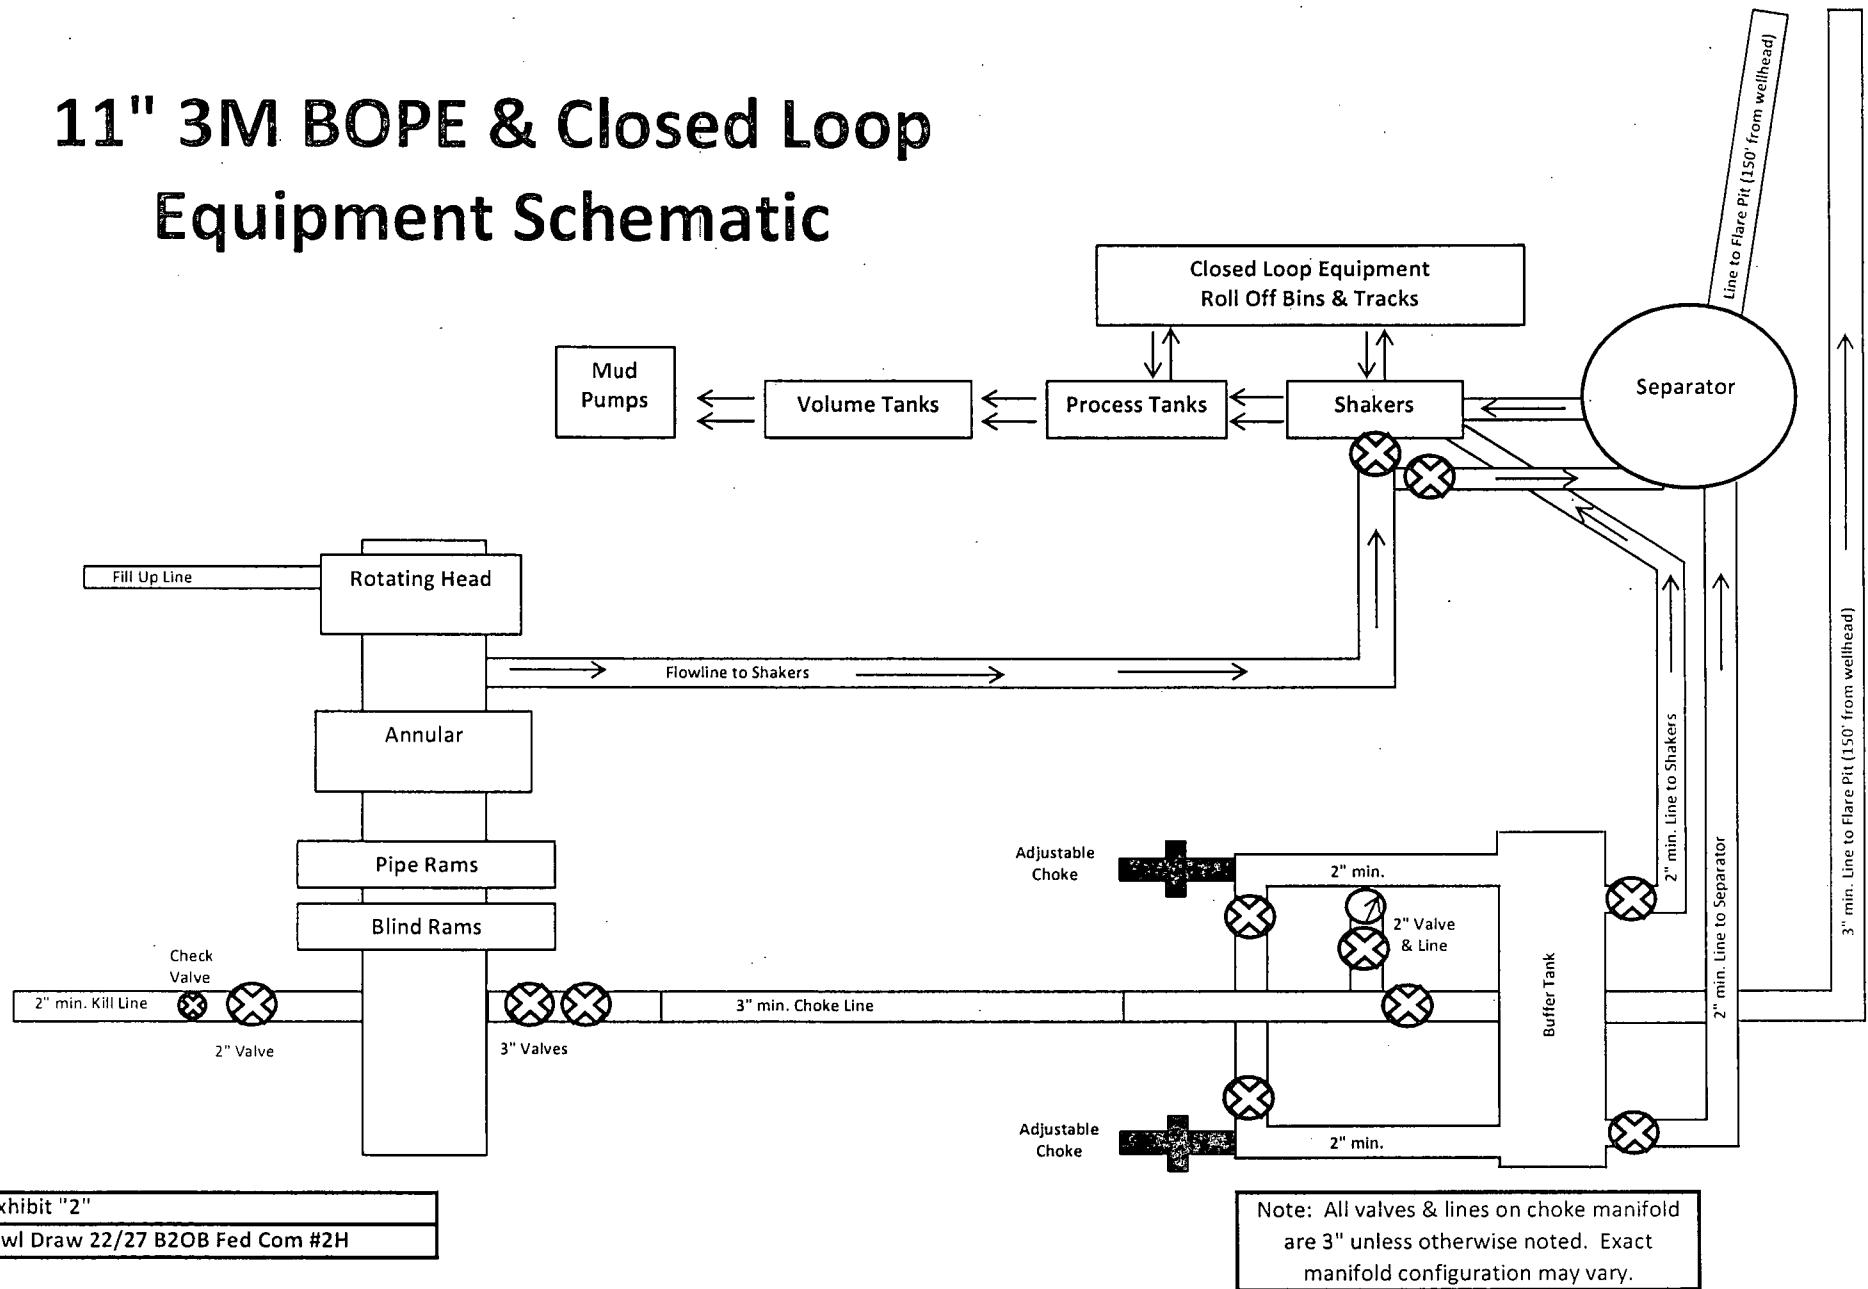 11" 3M BOPE & Closed Loop
Equipment Schematic
Line to Flare Pit (150' from wellhead)
Closed Loop Equipment
Roll Off Bins & Tracks
Mud
Pumps
Volume Tanks
Process Tanks
Shakers
Separator
Fill Up Line
Rotating Head
Flowline to Shakers
Annular
Pipe Rams
Blind Rams
Check
Valve
2" min. Kill Line
2" Valve
3" Valves
3" min. Choke Line
Adjustable
Choke
2" min.
2" Valve
& Line
Buffer Tank
Adjustable
Choke
2" min.
2" min. Line to Shakers
2" min. Line to Separator
3" min. Line to Flare Pit (150' from wellhead)
xhibit "2"
wl Draw 22/27 B2OB Fed Com #2H
Note: All valves & lines on choke manifold
are 3" unless otherwise noted. Exact
manifold configuration may vary.